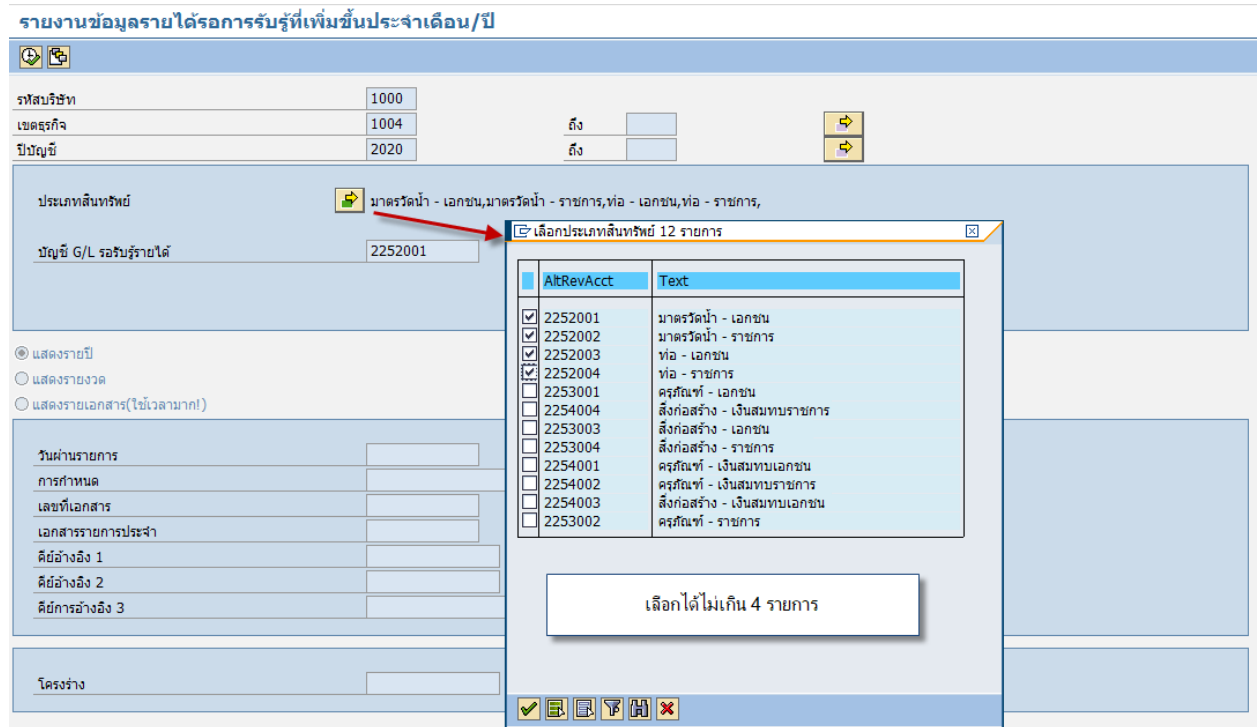 รายงานข้อมูลรายได้รอการรับรู้ที่เพิ่มขึ้นประจำเดือน/ปี
รหัสบริษัท 1000
เขตธุรกิจ 1004 ถึง
ปีบัญชี 2020 ถึง
ประเภทสินทรัพย์ มาตรวัดน้ำ - เอกชน,มาตรวัดน้ำ - ราชการ,ท่อ - เอกชน,ท่อ - ราชการ,
บัญชี G/L รอรับรู้รายได้ 2252001
แสดงรายปี
แสดงรายงวด
แสดงรายเอกสาร(ใช้เวลามาก!)
วันผ่านรายการ
การกำหนด
เลขที่เอกสาร
เอกสารรายการประจำ
คีย์อ้างอิง 1
คีย์อ้างอิง 2
คีย์การอ้างอิง 3
โครงร่าง
เลือกประเภทสินทรัพย์ 12 รายการ
AltRevAcct Text
2252001 มาตรวัดน้ำ - เอกชน
2252002 มาตรวัดน้ำ - ราชการ
2252003 ท่อ - เอกชน
2252004 ท่อ - ราชการ
2253001 ครุภัณฑ์ - เอกชน
2254004 สิ่งก่อสร้าง - เงินสมทบราชการ
2253003 สิ่งก่อสร้าง - เอกชน
2253004 สิ่งก่อสร้าง - ราชการ
2254001 ครุภัณฑ์ - เงินสมทบเอกชน
2254002 ครุภัณฑ์ - เงินสมทบราชการ
2254003 สิ่งก่อสร้าง - เงินสมทบเอกชน
2253002 ครุภัณฑ์ - ราชการ
เลือกได้ไม่เกิน 4 รายการ